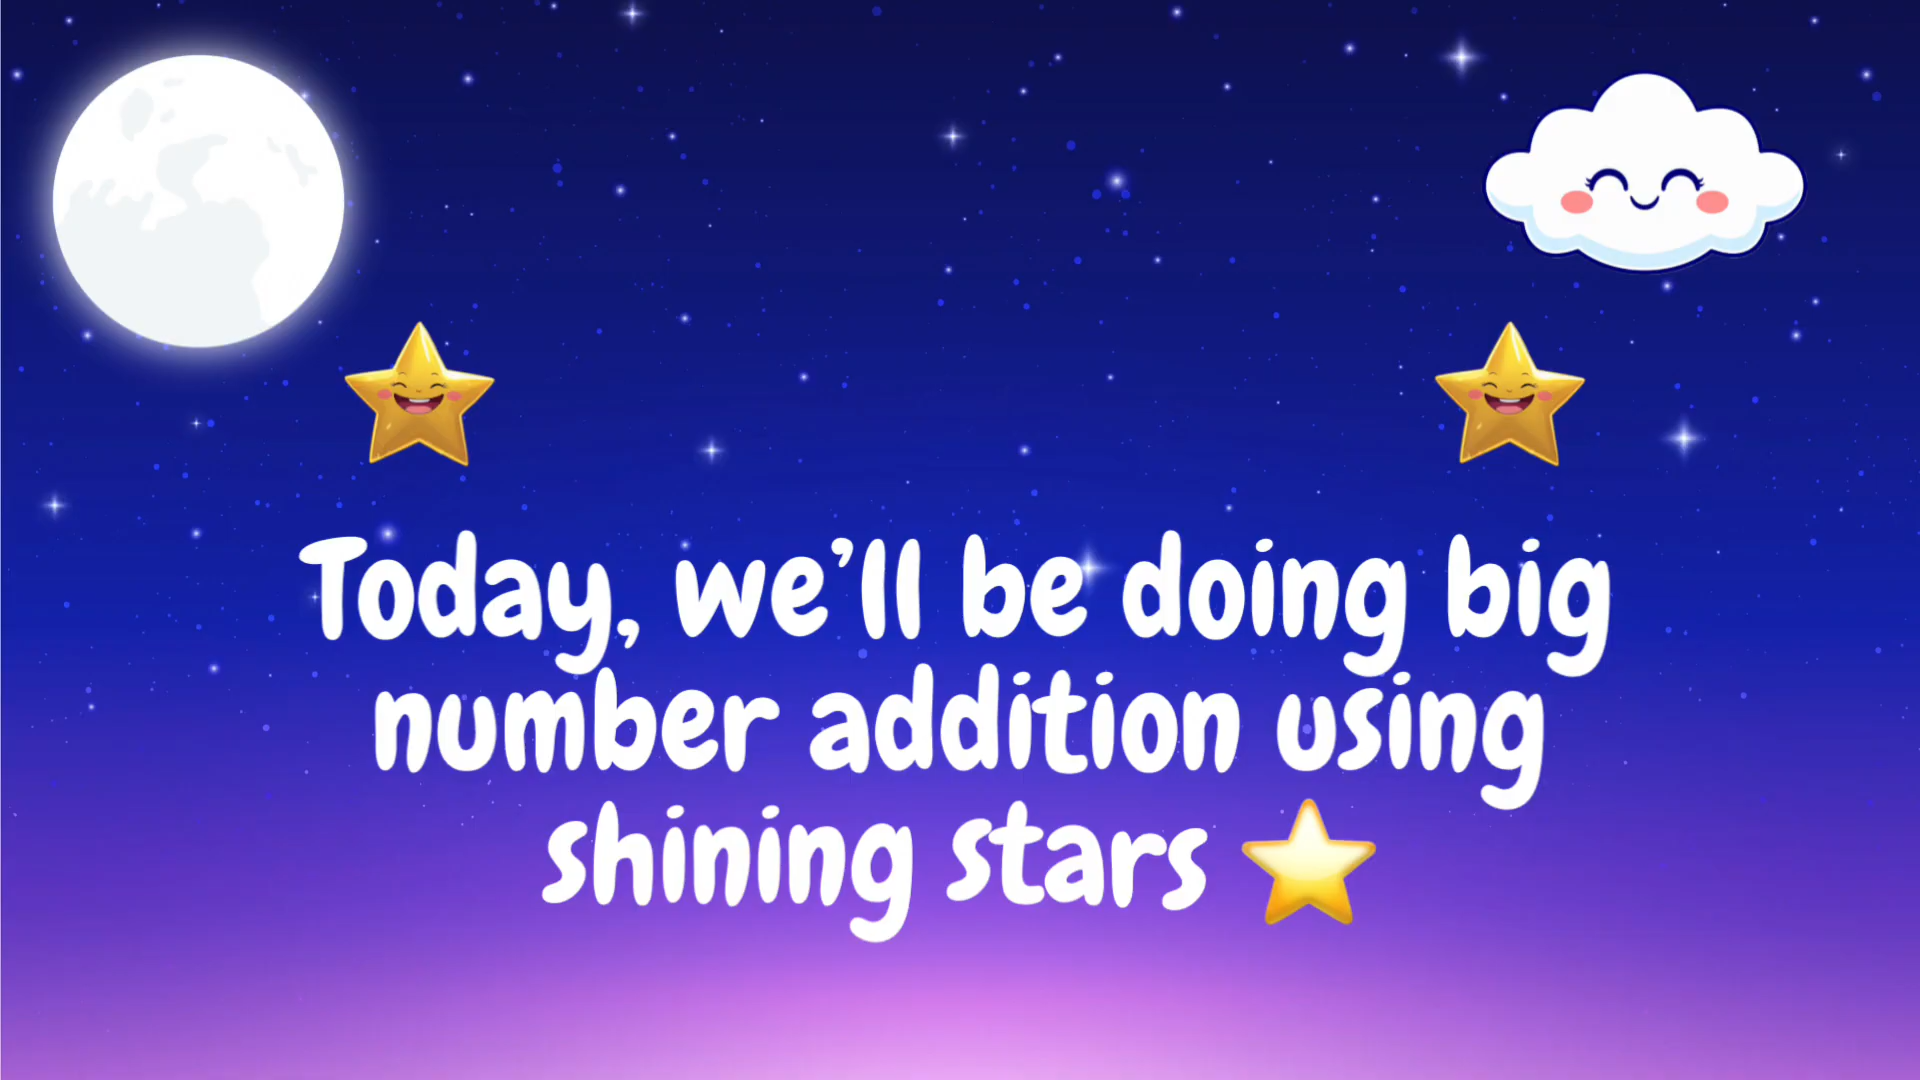 Today, we’ll be doing big
number addition using
shining stars ⭐